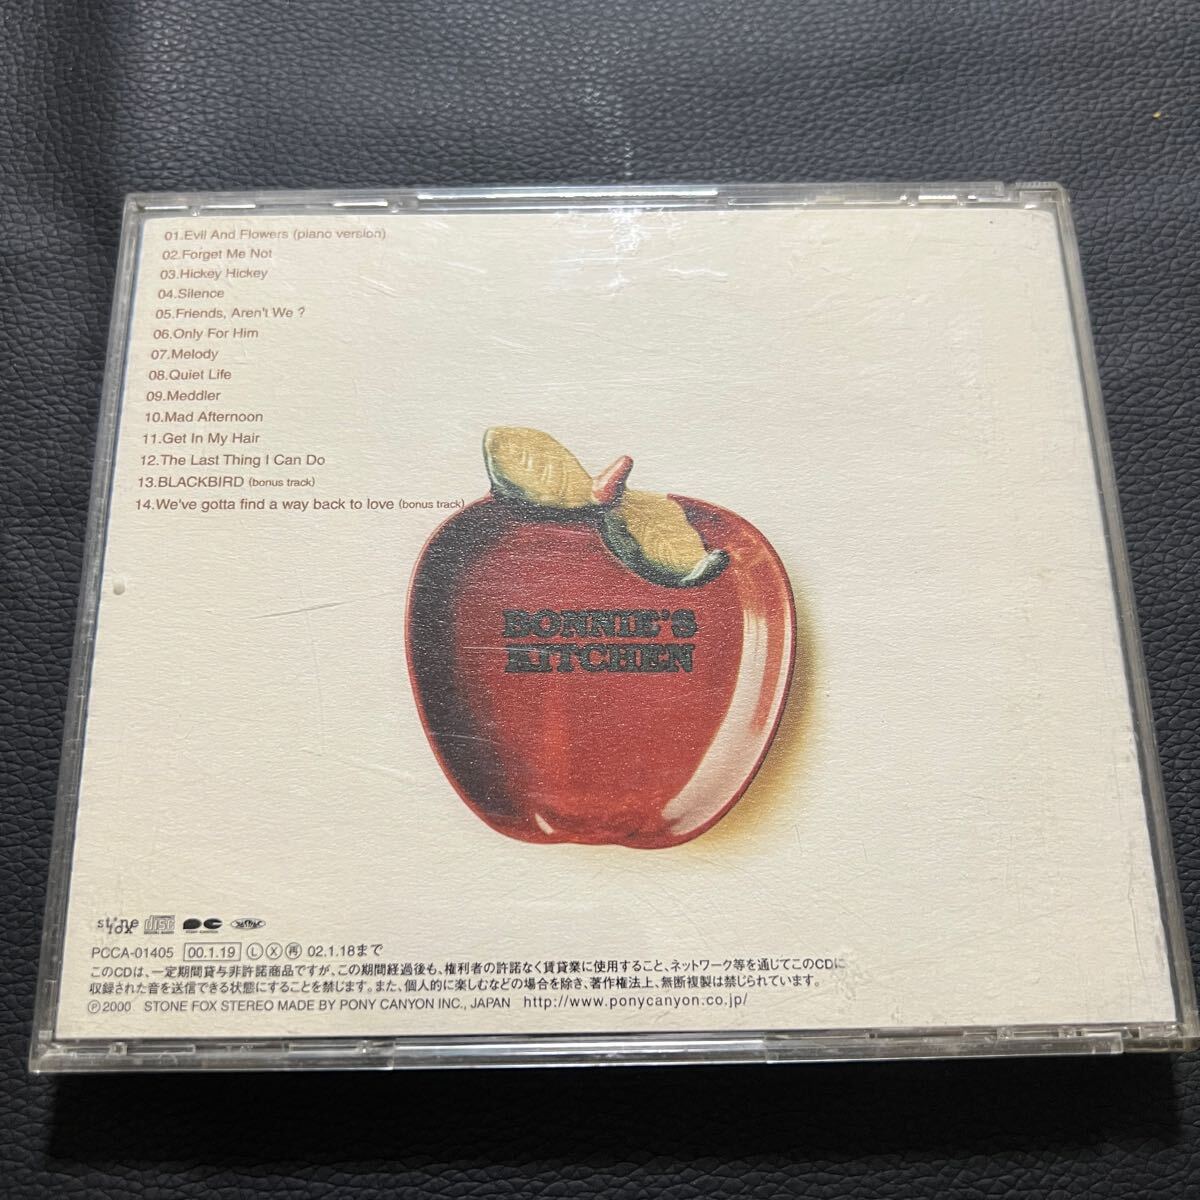 01.Evil And Flowers (piano version)
02.Forget Me Not
03.Hickey Hickey
04.Silence
05.Friends, Aren't We ?
06.Only For Him
07.Melody
08.Quiet Life
09.Meddler
10.Mad Afternoon
11.Get In My Hair
12.The Last Thing I Can Do
13.BLACKBIRD (bonus track)
14.We've gotta find a way back to love (bonus track)
BONNIE'S
KITCHEN
stone
fox
disc
PCCA-01405 00.1.19 Ⓛ Ⓧ 再 02.1.18まで
このCDは、一定期間貸与非許諾商品ですが、この期間経過後も、権利者の許諾なく賃貸業に使用すること、ネットワーク等を通じてこのCDに
収録された音を送信できる状態にすることを禁じます。また、個人的に楽しむなどの場合を除き、著作権法上、無断複製は禁じられています。
Ⓟ2000 STONE FOX STEREO MADE BY PONY CANYON INC., JAPAN http://www.ponycanyon.co.jp/